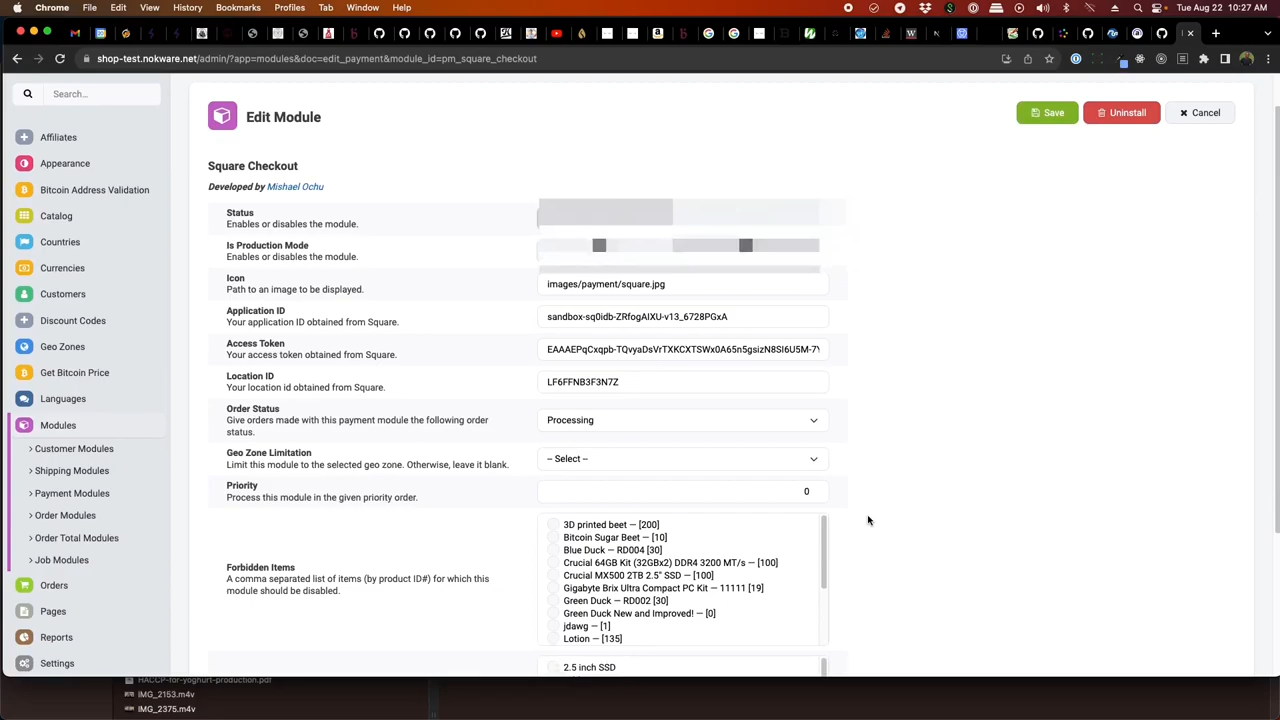 Chrome File Edit View History Bookmarks Profiles Tab Window Help Tue Aug 22 10:27 AM
shop-test.nokware.net/admin/?app=modules&doc=edit_payment&module_id=pm_square_checkout
Search...
Affiliates
Appearance
Bitcoin Address Validation
Catalog
Countries
Currencies
Customers
Discount Codes
Geo Zones
Get Bitcoin Price
Languages
Modules
Customer Modules
Shipping Modules
Payment Modules
Order Modules
Order Total Modules
Job Modules
Orders
Pages
Reports
Settings
Edit Module
Save Uninstall Cancel
Square Checkout
Developed by Mishael Ochu
Status
Enables or disables the module.
Is Production Mode
Enables or disables the module.
Icon
Path to an image to be displayed.
images/payment/square.jpg
Application ID
Your application ID obtained from Square.
sandbox-sq0idb-ZRfogAIXU-v13_6728PGxA
Access Token
Your access token obtained from Square.
EAAAEPqCxqpb-TQvyaDsVrTXKCXTSWx0A65n5gsizN8SI6U5M-7Y
Location ID
Your location id obtained from Square.
LF6FFNB3F3N7Z
Order Status
Give orders made with this payment module the following order
status.
Processing
Geo Zone Limitation
Limit this module to the selected geo zone. Otherwise, leave it blank.
-- Select --
Priority
Process this module in the given priority order.
0
Forbidden Items
A comma separated list of items (by product ID#) for which this
module should be disabled.
3D printed beet — [200]
Bitcoin Sugar Beet — [10]
Blue Duck — RD004 [30]
Crucial 64GB Kit (32GBx2) DDR4 3200 MT/s — [100]
Crucial MX500 2TB 2.5" SSD — [100]
Gigabyte Brix Ultra Compact PC Kit — 11111 [19]
Green Duck — RD002 [30]
Green Duck New and Improved! — [0]
jdawg — [1]
Lotion — [135]
2.5 inch SSD
HACCP-for-yoghurt-production.pdf
IMG_2153.m4v
IMG_2375.m4v